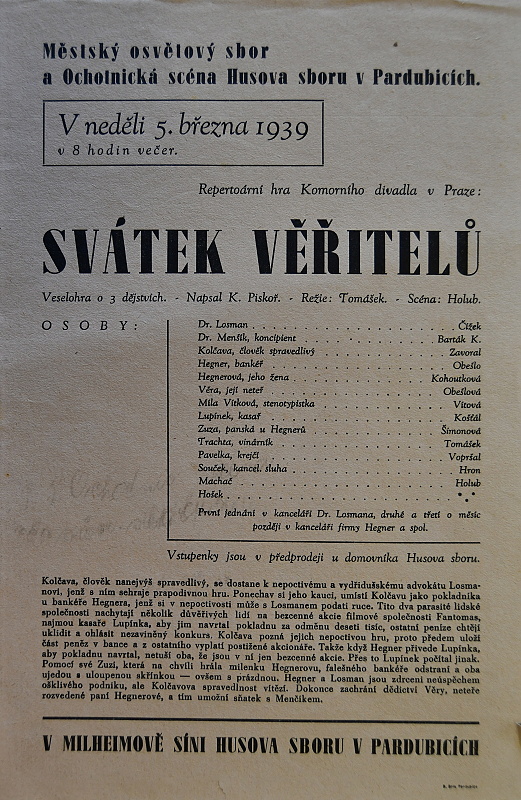 Městský osvětový sbor
a Ochotnická scéna Husova sboru v Pardubicích.
V neděli 5. března 1939
v 8 hodin večer.
Repertoární hra Komorního divadla v Praze:
SVÁTEK VĚŘITELŮ
Veselohra o 3 dějstvích. - Napsal K. Piskoř. - Režie: Tomášek. - Scéna: Holub.
OSOBY:
Dr. Losman . . . . . Čížek
Dr. Menšík, koncipient . . . . . Barták K.
Kolčava, člověk spravedlivý . . . . . Zavoral
Hegner, bankéř . . . . . Obešlo
Hegnerová, jeho žena . . . . . Kohoutková
Věra, její neteř . . . . . Obešlová
Míla Vítková, stenotypistka . . . . . Vítová
Lupínek, kasař . . . . . Košťál
Zuza, panská u Hegnerů . . . . . Šimonová
Trachta, vinárník . . . . . Tomášek
Pavelka, krejčí . . . . . Vopršal
Souček, kancel. sluha . . . . . Hron
Machač . . . . . Holub
Hošek . . . . . * * *
První jednání v kanceláři Dr. Losmana, druhé a třetí o měsíc
později v kanceláři firmy Hegner a spol.
Vstupenky jsou v předprodeji u domovníka Husova sboru.
Kolčava, člověk nanejvýš spravedlivý, se dostane k nepoctivému a vydřidušskému advokátu Losma-
novi, jenž s ním sehraje prapodivnou hru. Ponechav si jeho kauci, umístí Kolčavu jako pokladníka
u bankéře Hegnera, jenž si v nepoctivosti může s Losmanem podati ruce. Tito dva parasité lidské
společnosti nachytají několik důvěřivých lidí na bezcenné akcie filmové společnosti Fantomas,
najmou kasaře Lupínka, aby jim navrtal pokladnu za odměnu deseti tisíc, ostatní peníze chtějí
uklidit a ohlásit nezaviněný konkurs. Kolčava pozná jejich nepoctivou hru, proto předem uloží
část peněz v bance a z ostatního vyplatí postižené akcionáře. Takže když Hegner přivede Lupínka,
aby pokladnu navrtal, netuší oba, že jsou v ní jen bezcenné akcie. Přes to Lupínek počítal jinak.
Pomocí své Zuzi, která na chvíli hrála milenku Hegnerovu, falešného bankéře odstraní a oba
ujedou s uloupenou skřínkou — ovšem s prázdnou. Hegner a Losman jsou zdrceni neúspěchem
ošklivého podniku, ale Kolčavova spravedlnost vítězí. Dokonce zachrání dědictví Věry, neteře
rozvedené paní Hegnerové, a tím umožní sňatek s Menčíkem.
V MILHEIMOVĚ SÍNI HUSOVA SBORU V PARDUBICÍCH